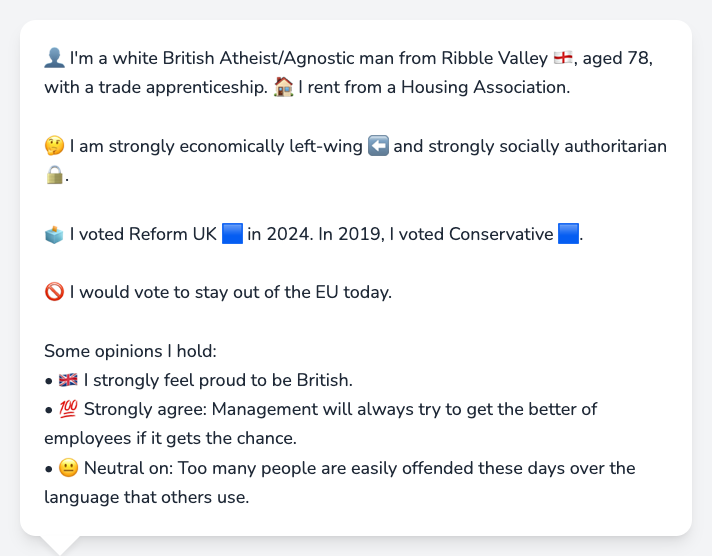 👤 I'm a white British Atheist/Agnostic man from Ribble Valley 🏴󠁧󠁢󠁥󠁮󠁧󠁿, aged 78,
with a trade apprenticeship. 🏠 I rent from a Housing Association.
🤔 I am strongly economically left-wing ⬅️ and strongly socially authoritarian
🔒.
🗳️ I voted Reform UK 🟦 in 2024. In 2019, I voted Conservative 🟦.
🚫 I would vote to stay out of the EU today.
Some opinions I hold:
• 🇬🇧 I strongly feel proud to be British.
• 💯 Strongly agree: Management will always try to get the better of
employees if it gets the chance.
• 😐 Neutral on: Too many people are easily offended these days over the
language that others use.